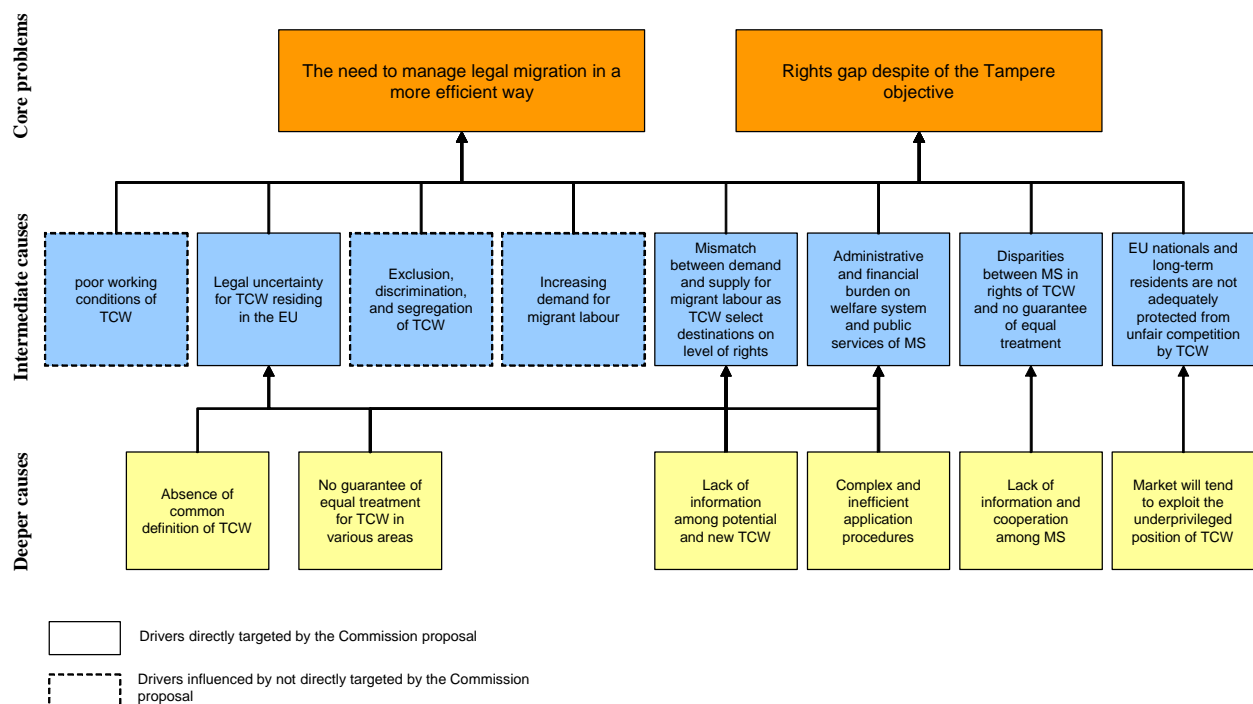 Core problems
The need to manage legal migration in a
more efficient way
Rights gap despite of the Tampere
objective
Intermediate causes
poor working
conditions of
TCW
Legal uncertainty
for TCW residing
in the EU
Exclusion,
discrimination,
and segregation
of TCW
Increasing
demand for
migrant labour
Mismatch
between demand
and supply for
migrant labour as
TCW select
destinations on
level of rights
Administrative
and financial
burden on
welfare system
and public
services of MS
Disparities
between MS in
rights of TCW
and no guarantee
of equal
treatment
EU nationals and
long-term
residents are not
adequately
protected from
unfair competition
by TCW
Deeper causes
Absence of
common
definition of TCW
No guarantee of
equal treatment
for TCW in
various areas
Lack of
information
among potential
and new TCW
Complex and
inefficient
application
procedures
Lack of
information and
cooperation
among MS
Market will tend
to exploit the
underprivileged
position of TCW
Drivers directly targeted by the Commission proposal
Drivers influenced by not directly targeted by the Commission
proposal